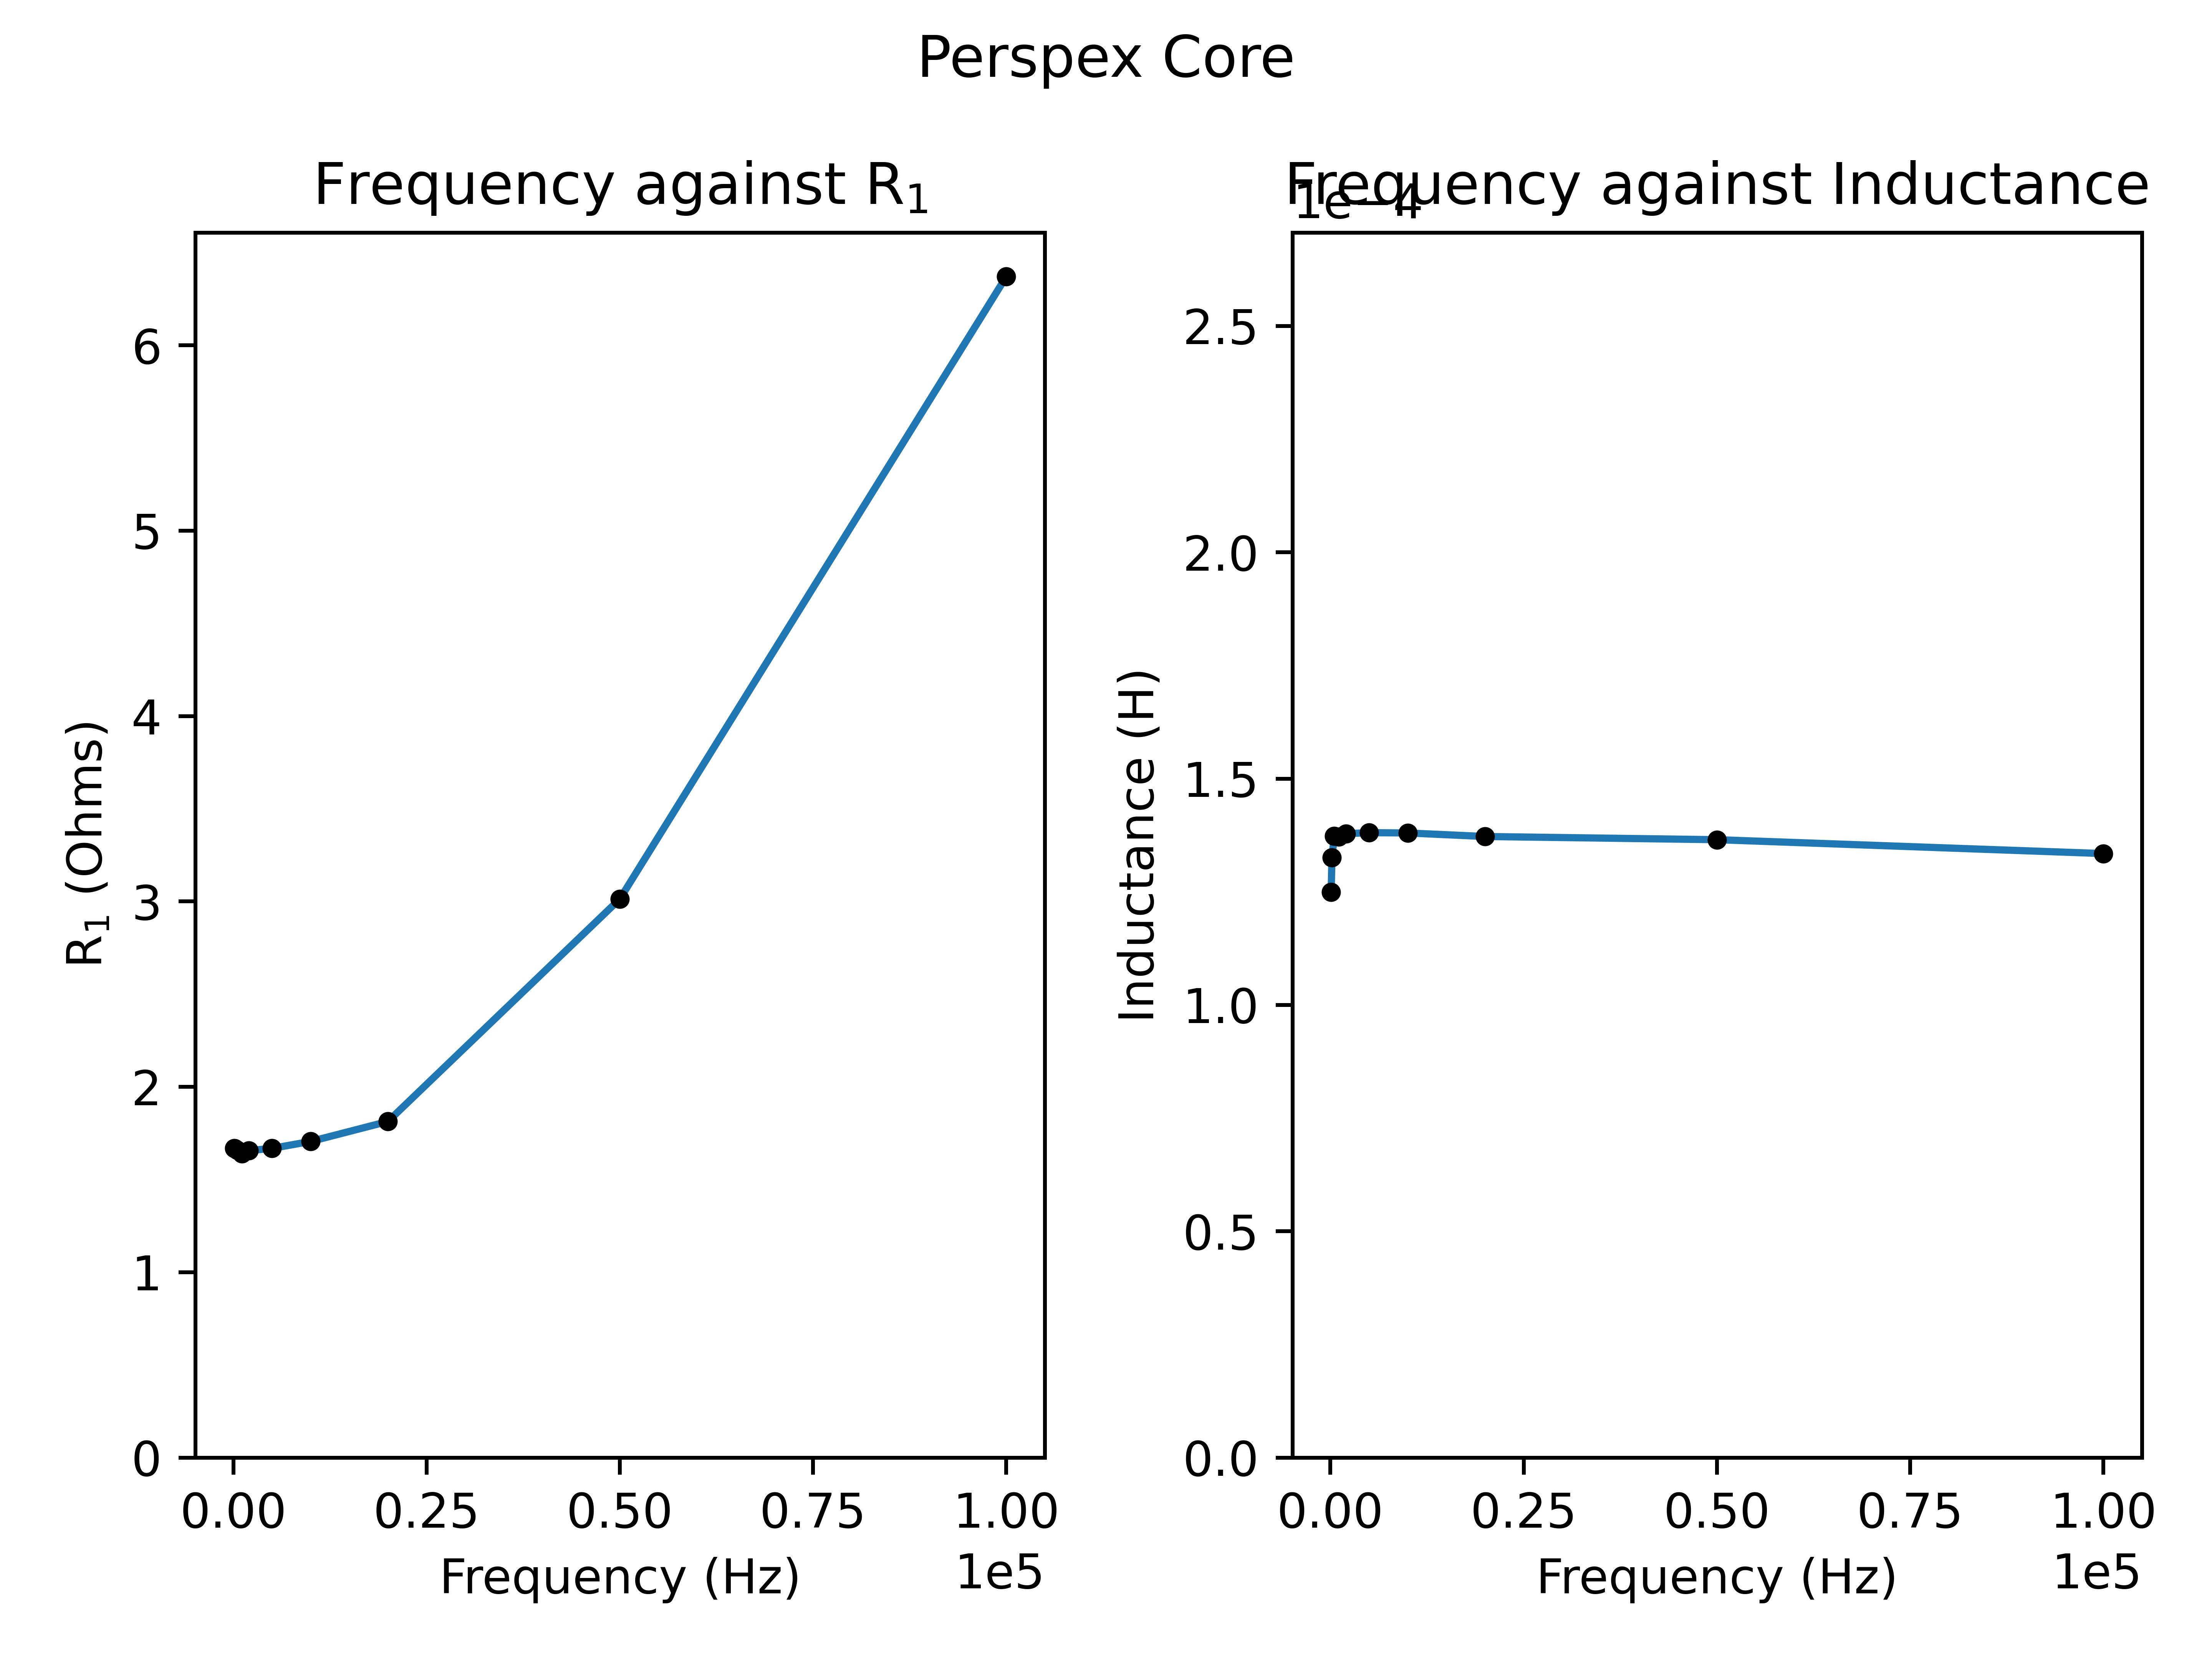 Perspex Core
Frequency against R₁
R₁ (Ohms)
6
5
4
3
2
1
0
0.00 0.25 0.50 0.75 1.00
Frequency (Hz)
1e5
Frequency against Inductance
1e−4
Inductance (H)
2.5
2.0
1.5
1.0
0.5
0.0
0.00 0.25 0.50 0.75 1.00
Frequency (Hz)
1e5